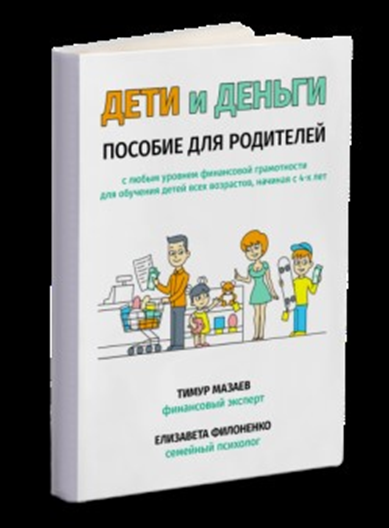 ДЕТИ и ДЕНЬГИ
ПОСОБИЕ ДЛЯ РОДИТЕЛЕЙ
с любым уровнем финансовой грамотности
для обучения детей всех возрастов, начиная с 4-х лет
ТИМУР МАЗАЕВ
финансовый эксперт
ЕЛИЗАВЕТА ФИЛОНЕНКО
семейный психолог